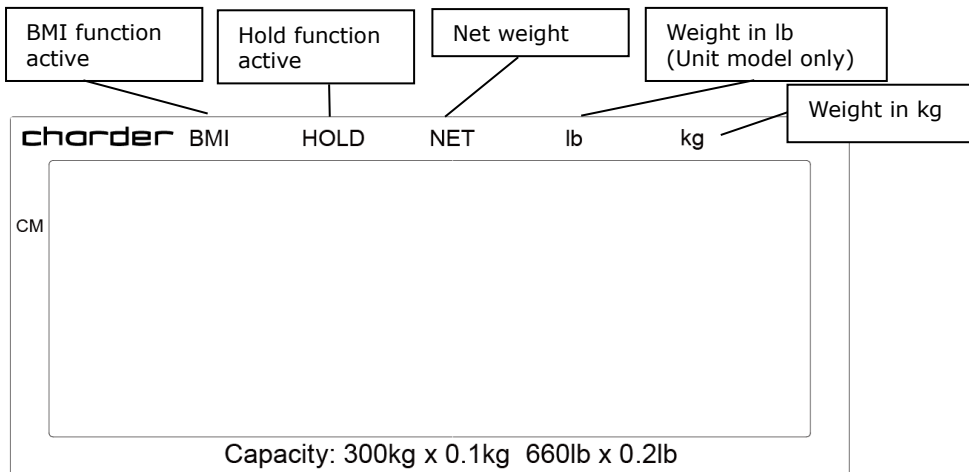 BMI function
active
Hold function
active
Net weight
Weight in lb
(Unit model only)
Weight in kg
charder BMI HOLD NET lb kg
CM
Capacity: 300kg x 0.1kg 660lb x 0.2lb